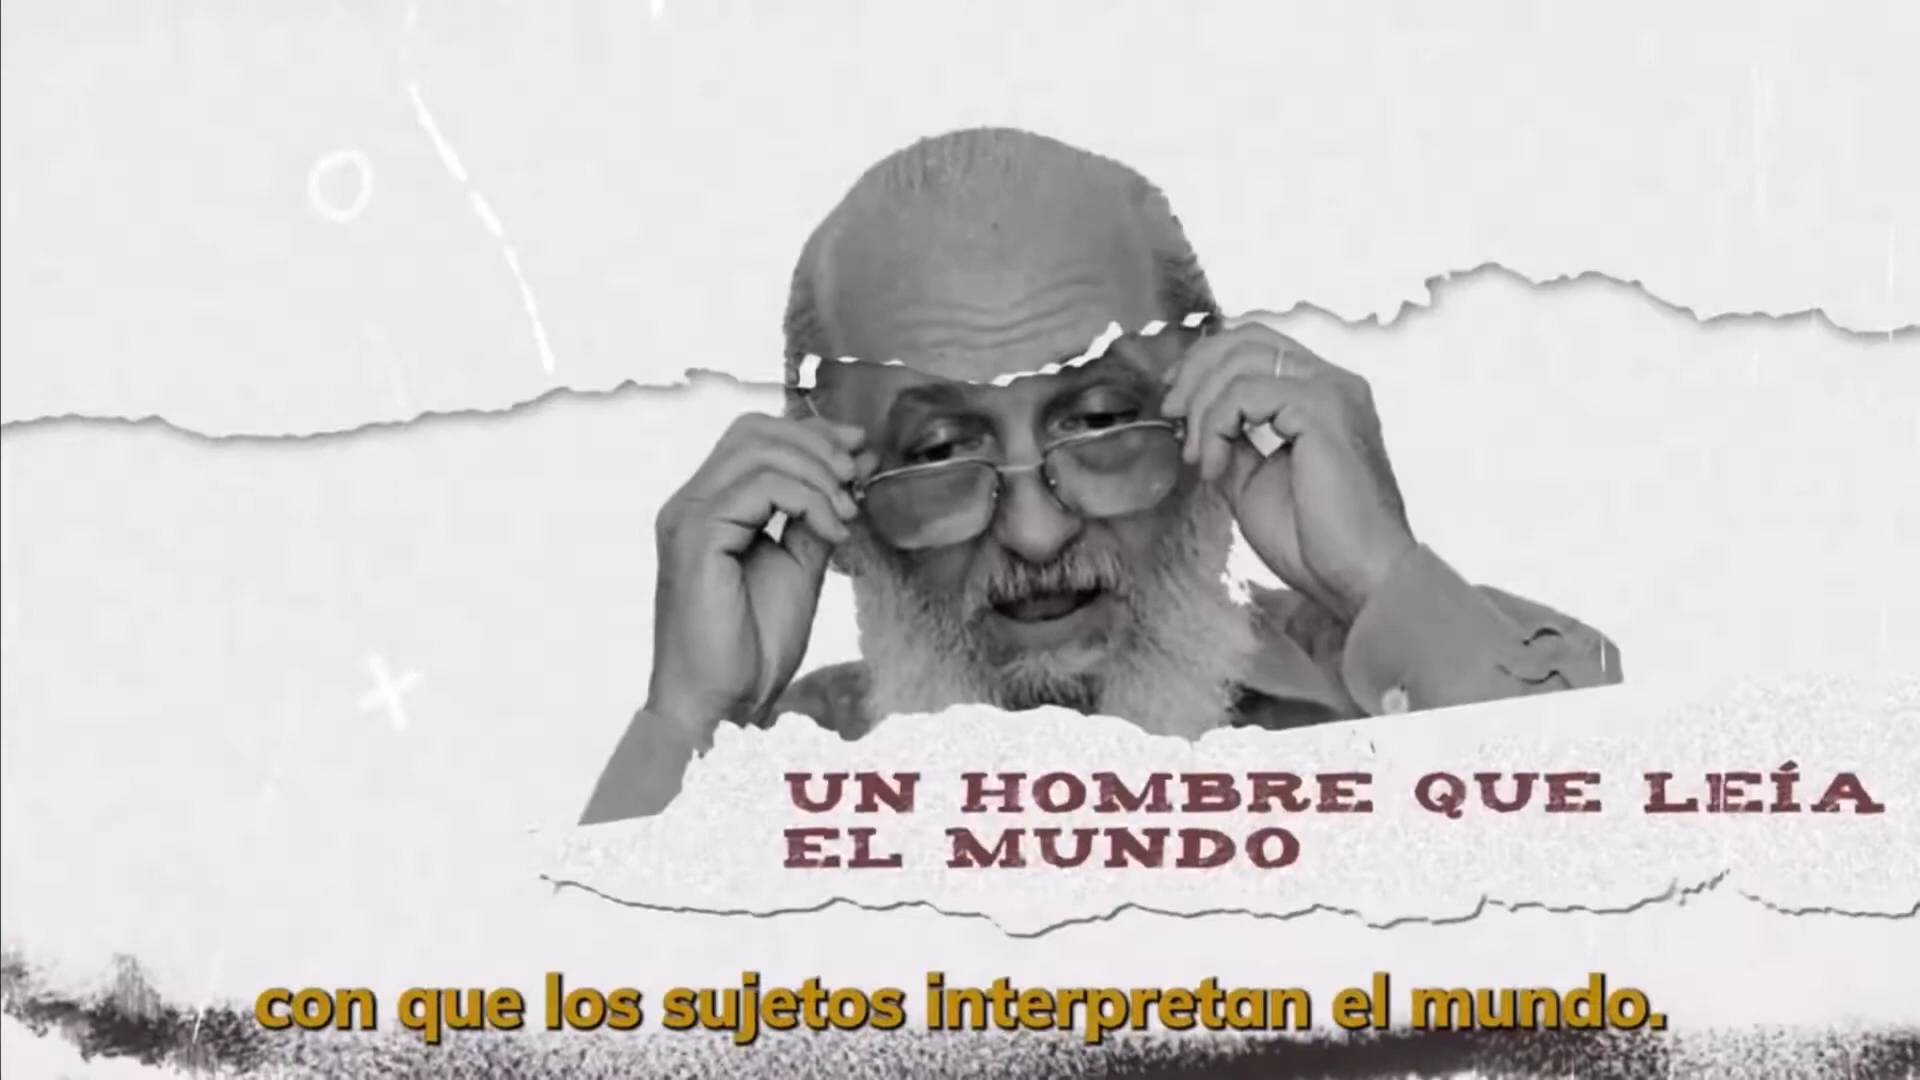 UN HOMBRE QUE LEÍA
EL MUNDO
con que los sujetos interpretan el mundo.